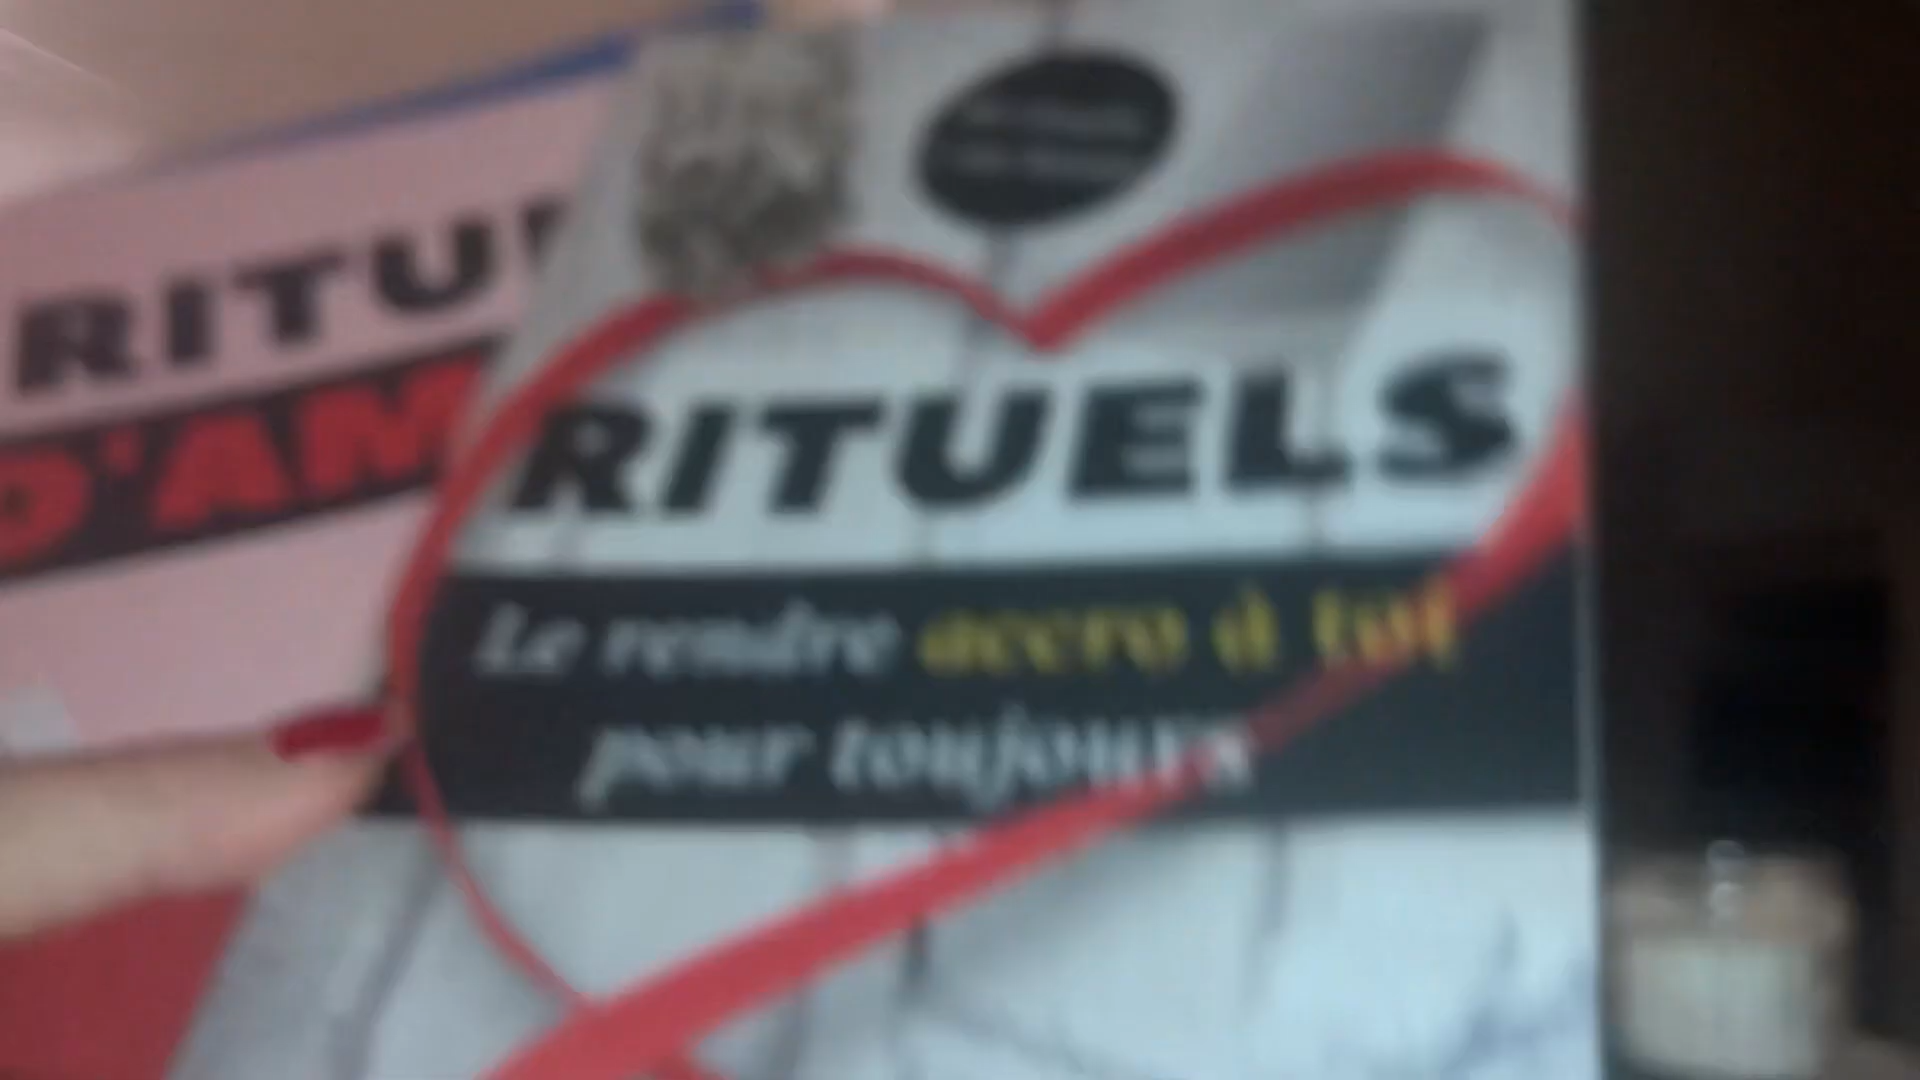 RITU
D'AM
RITUELS
Le rendre accro à toi
pour toujours